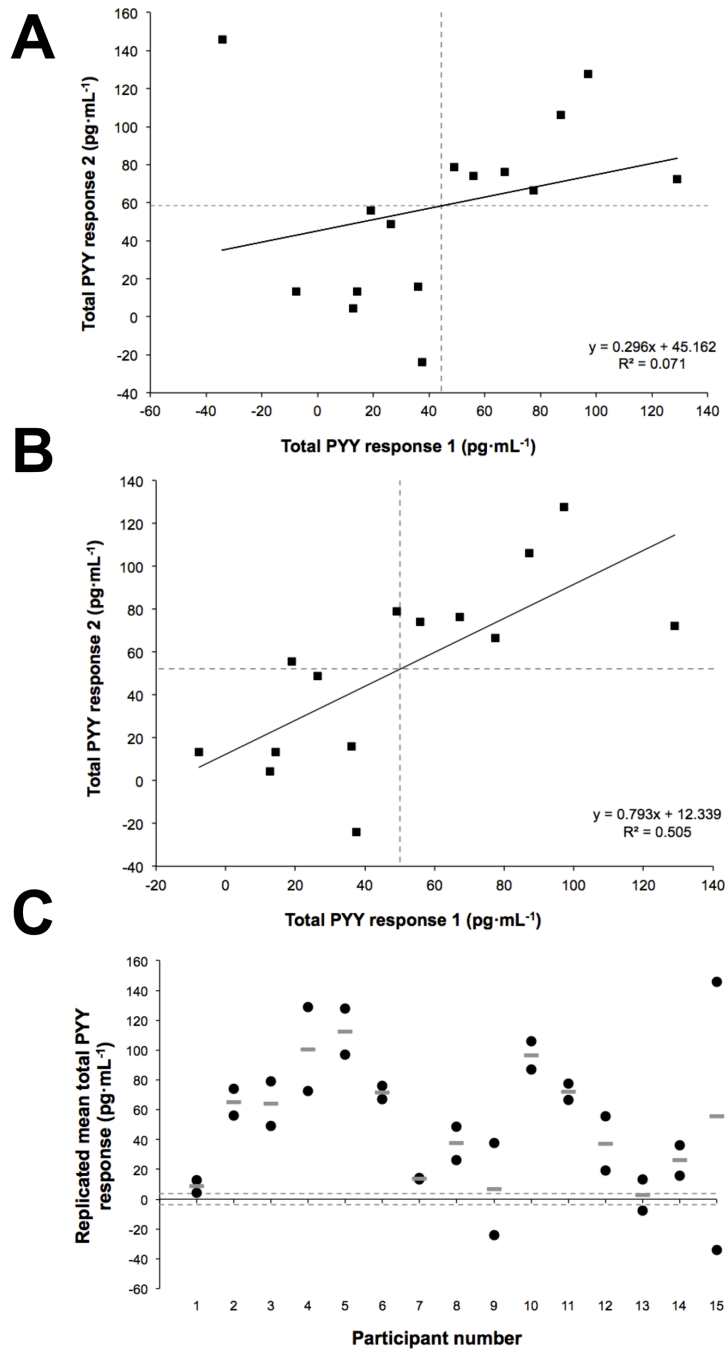 A
Total PYY response 2 (pg·mL-1)
160
140
120
100
80
60
40
20
0
-20
-40
y = 0.296x + 45.162
R² = 0.071
-60 -40 -20 0 20 40 60 80 100 120 140
Total PYY response 1 (pg·mL-1)
B
Total PYY response 2 (pg·mL-1)
140
120
100
80
60
40
20
0
-20
-40
y = 0.793x + 12.339
R² = 0.505
-20 0 20 40 60 80 100 120 140
Total PYY response 1 (pg·mL-1)
C
Replicated mean total PYY
response (pg·mL-1)
160
140
120
100
80
60
40
20
0
-20
-40
-60
1 2 3 4 5 6 7 8 9 10 11 12 13 14 15
Participant number